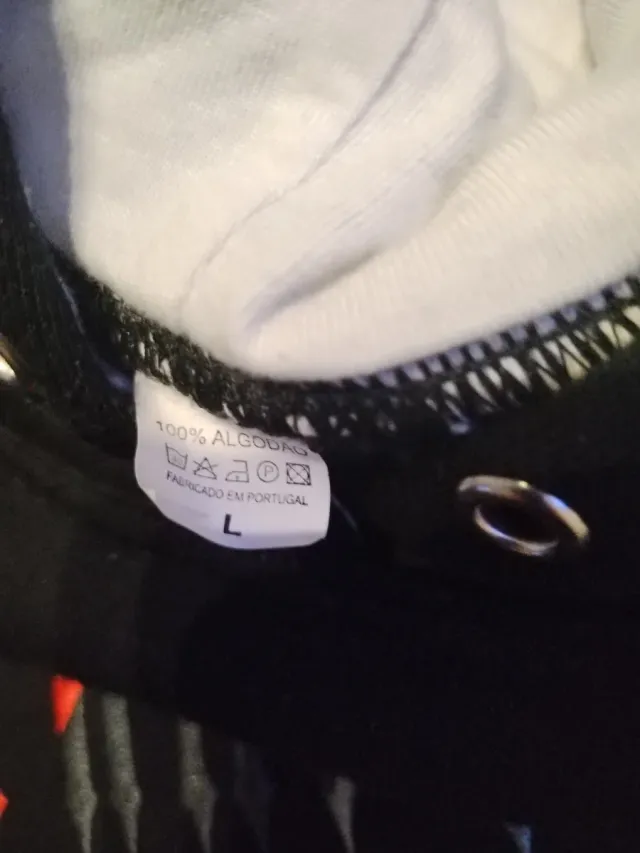 100% ALGODÃO
P
FABRICADO EM PORTUGAL
L